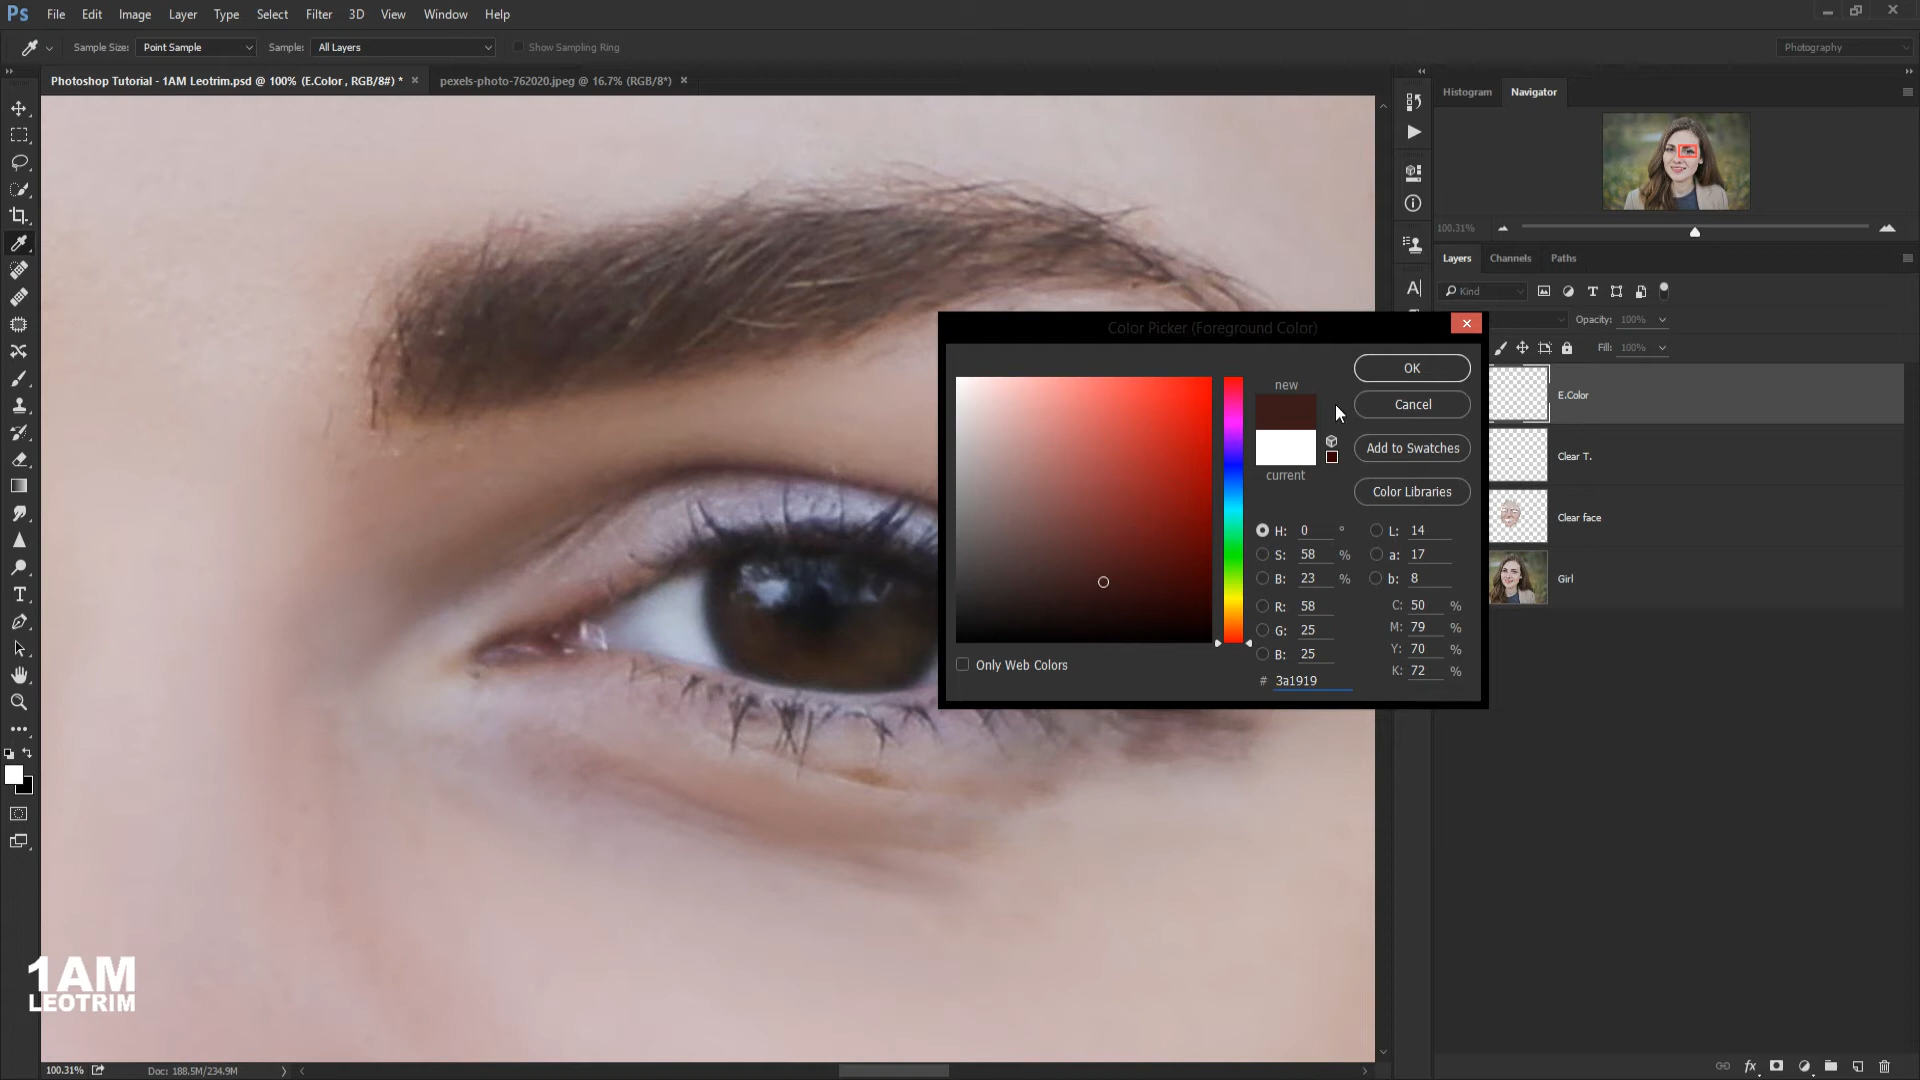 Ps File Edit Image Layer Type Select Filter 3D View Window Help
Sample Size: Point Sample Sample: All Layers Show Sampling Ring Photography
Photoshop Tutorial - 1AM Leotrim.psd @ 100% (E.Color , RGB/8#) * pexels-photo-762020.jpeg @ 16.7% (RGB/8*)
Histogram Navigator
100.31%
Layers Channels Paths
Kind
Opacity: 100%
Fill: 100%
E.Color
Clear T.
Clear face
Girl
Color Picker (Foreground Color)
new
current
OK
Cancel
Add to Swatches
Color Libraries
H: 0 ° L: 14
S: 58 % a: 17
B: 23 % b: 8
R: 58 C: 50 %
G: 25 M: 79 %
B: 25 Y: 70 %
K: 72 %
# 3a1919
Only Web Colors
1AM
LEOTRIM
100.31% Doc: 188.5M/234.9M